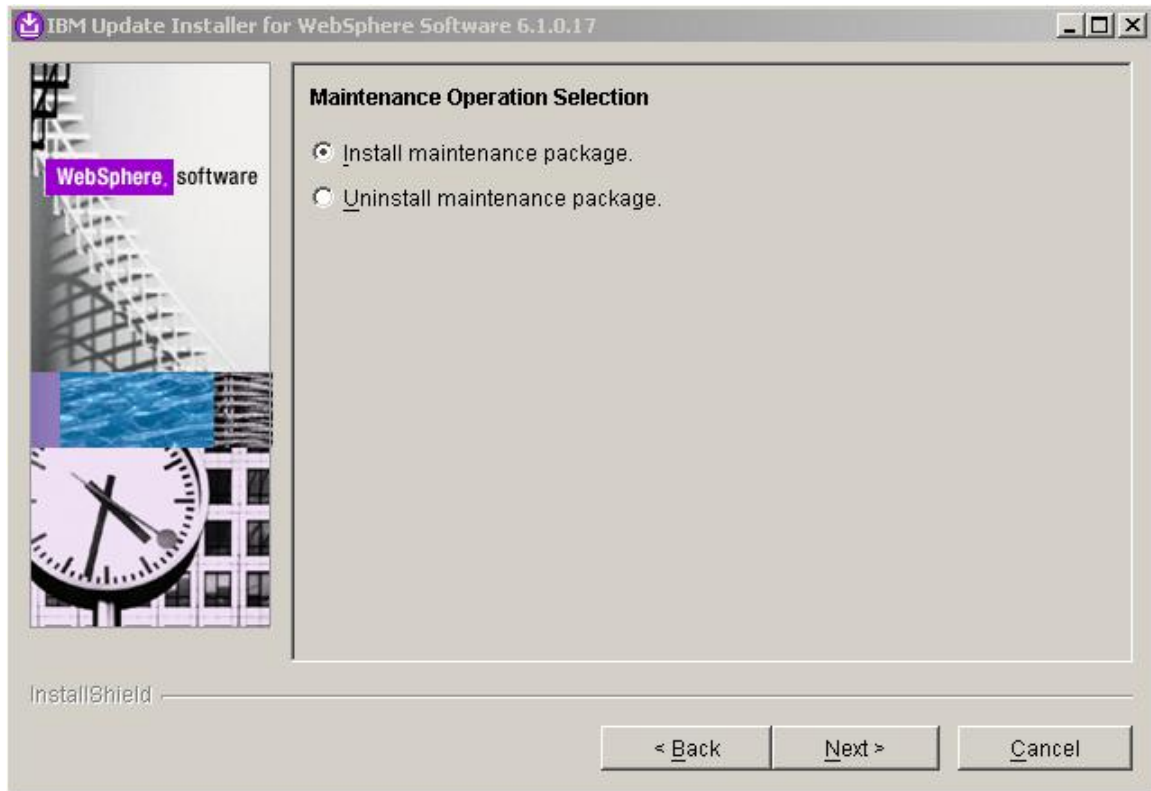 IBM Update Installer for WebSphere Software 6.1.0.17
WebSphere. software
Maintenance Operation Selection
Install maintenance package.
Uninstall maintenance package.
InstallShield
< Back
Next >
Cancel